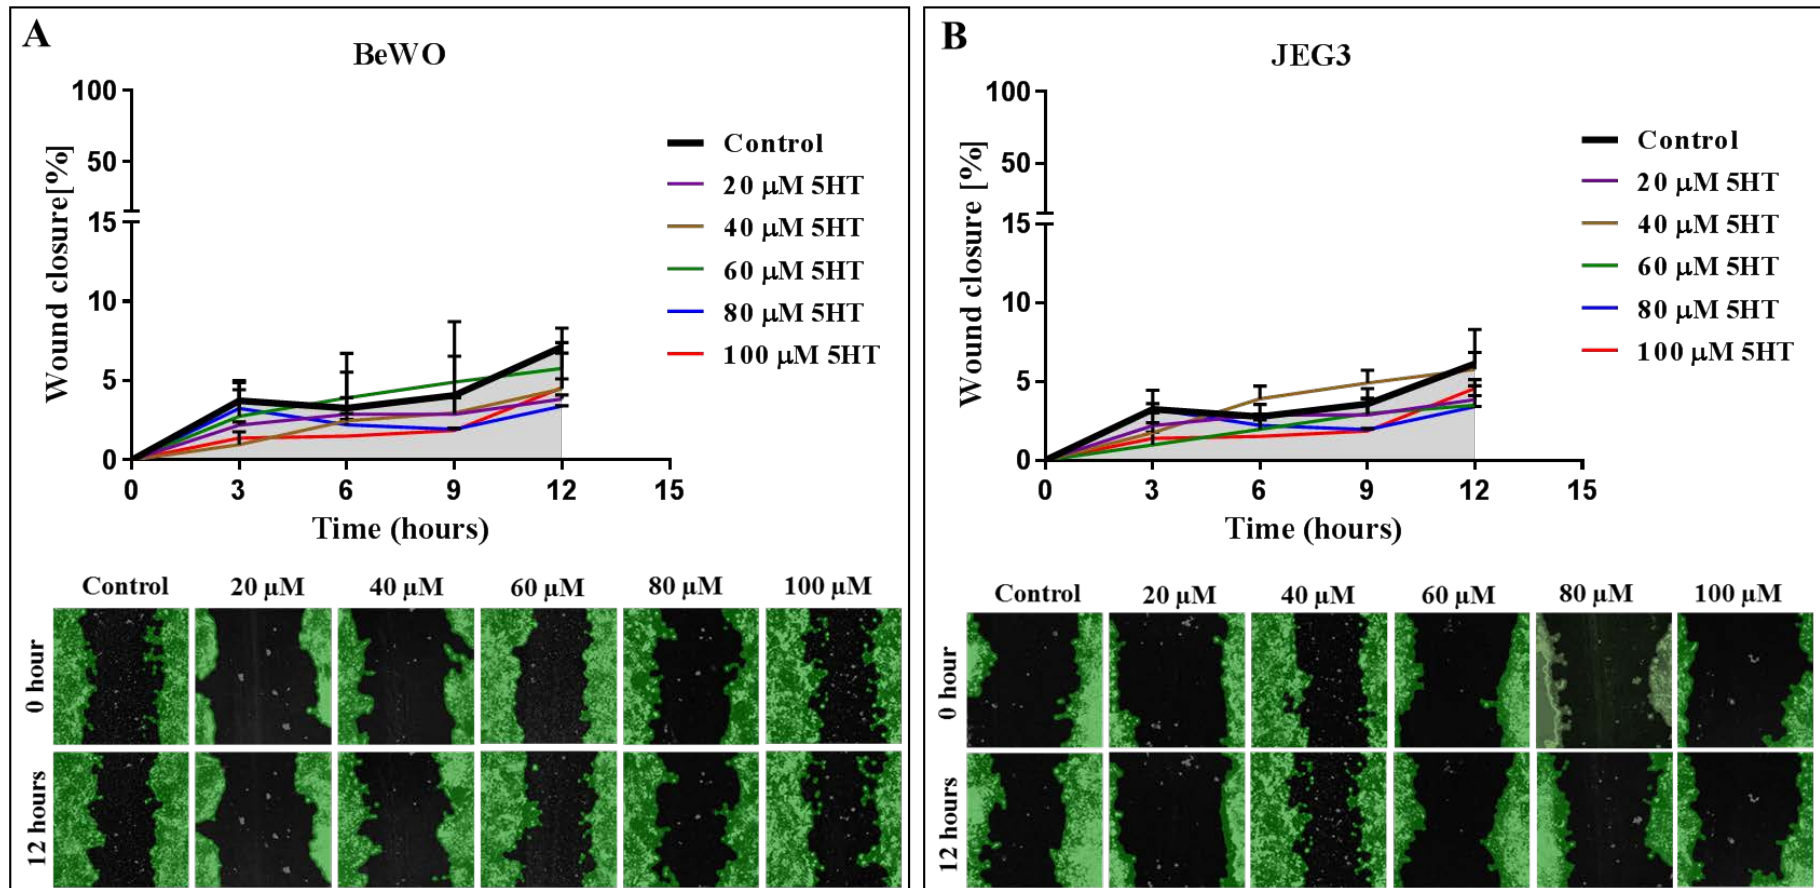 A
BeWO
100
50
15
10
5
0
Wound closure[%]
0 3 6 9 12 15
Time (hours)
Control
20 μM 5HT
40 μM 5HT
60 μM 5HT
80 μM 5HT
100 μM 5HT
Control 20 μM 40 μM 60 μM 80 μM 100 μM
0 hour
12 hours
B
JEG3
100
50
15
10
5
0
Wound closure [%]
0 3 6 9 12 15
Time (hours)
Control
20 μM 5HT
40 μM 5HT
60 μM 5HT
80 μM 5HT
100 μM 5HT
Control 20 μM 40 μM 60 μM 80 μM 100 μM
0 hour
12 hours